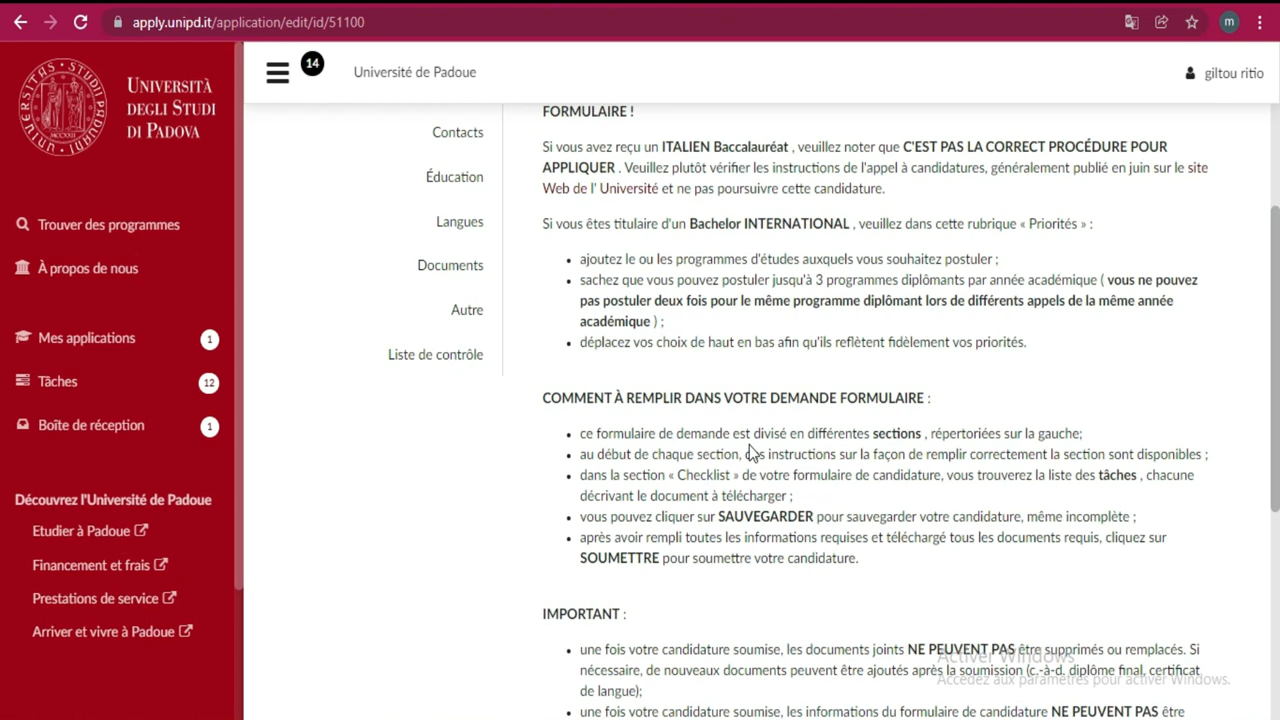 apply.unipd.it/application/edit/id/51100
m
UNIVERSITÀ
DEGLI STUDI
DI PADOVA
14
Université de Padoue
giltou ritio
Trouver des programmes
À propos de nous
Mes applications
1
Tâches
12
Boîte de réception
1
Découvrez l'Université de Padoue
Etudier à Padoue
Financement et frais
Prestations de service
Arriver et vivre à Padoue
Contacts
Éducation
Langues
Documents
Autre
Liste de contrôle
FORMULAIRE !
Si vous avez reçu un ITALIEN Baccalauréat , veuillez noter que C'EST PAS LA CORRECT PROCÉDURE POUR
APPLIQUER . Veuillez plutôt vérifier les instructions de l'appel à candidatures, généralement publié en juin sur le site
Web de l' Université et ne pas poursuivre cette candidature.
Si vous êtes titulaire d'un Bachelor INTERNATIONAL , veuillez dans cette rubrique « Priorités » :
• ajoutez le ou les programmes d'études auxquels vous souhaitez postuler ;
• sachez que vous pouvez postuler jusqu'à 3 programmes diplômants par année académique ( vous ne pouvez
pas postuler deux fois pour le même programme diplômant lors de différents appels de la même année
académique ) ;
• déplacez vos choix de haut en bas afin qu'ils reflètent fidèlement vos priorités.
COMMENT À REMPLIR DANS VOTRE DEMANDE FORMULAIRE :
• ce formulaire de demande est divisé en différentes sections , répertoriées sur la gauche;
• au début de chaque section, des instructions sur la façon de remplir correctement la section sont disponibles ;
• dans la section « Checklist » de votre formulaire de candidature, vous trouverez la liste des tâches , chacune
décrivant le document à télécharger ;
• vous pouvez cliquer sur SAUVEGARDER pour sauvegarder votre candidature, même incomplète ;
• après avoir rempli toutes les informations requises et téléchargé tous les documents requis, cliquez sur
SOUMETTRE pour soumettre votre candidature.
IMPORTANT :
• une fois votre candidature soumise, les documents joints NE PEUVENT PAS être supprimés ou remplacés. Si
nécessaire, de nouveaux documents peuvent être ajoutés après la soumission (c.-à-d. diplôme final, certificat
de langue);
• une fois votre candidature soumise, les informations du formulaire de candidature NE PEUVENT PAS être
Activer Windows
Accédez aux paramètres pour activer Windows.